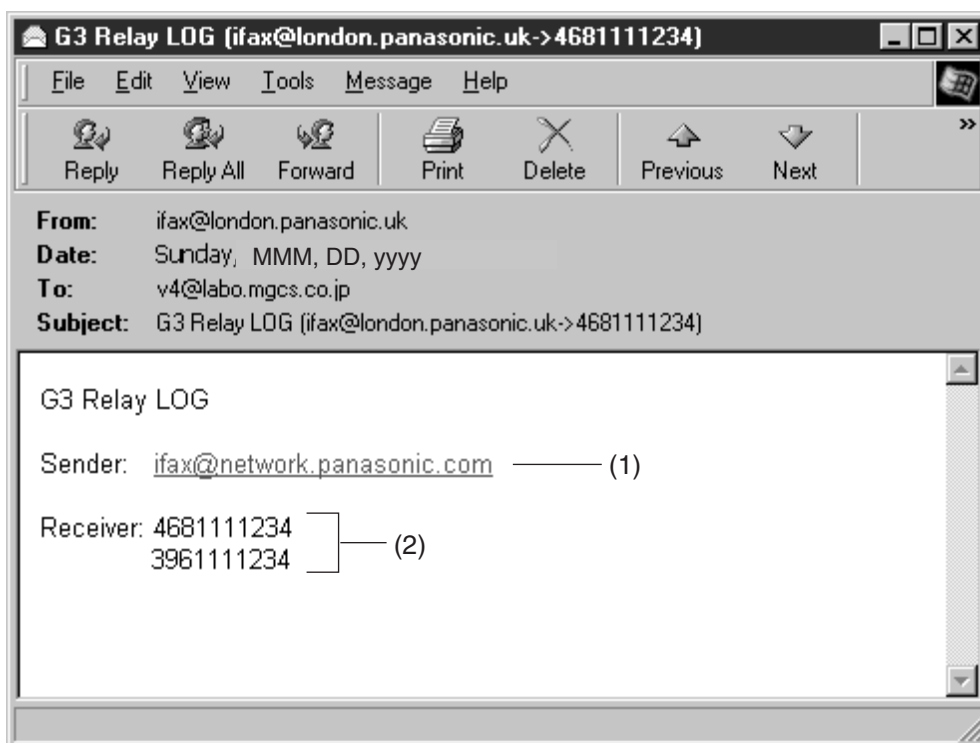 G3 Relay LOG (ifax@london.panasonic.uk->4681111234)
File Edit View Tools Message Help
Reply Reply All Forward Print Delete Previous Next »
From: ifax@london.panasonic.uk
Date: Sunday, MMM, DD, yyyy
To: v4@labo.mgcs.co.jp
Subject: G3 Relay LOG (ifax@london.panasonic.uk->4681111234)
G3 Relay LOG
Sender: ifax@network.panasonic.com (1)
Receiver: 4681111234
(2)
3961111234